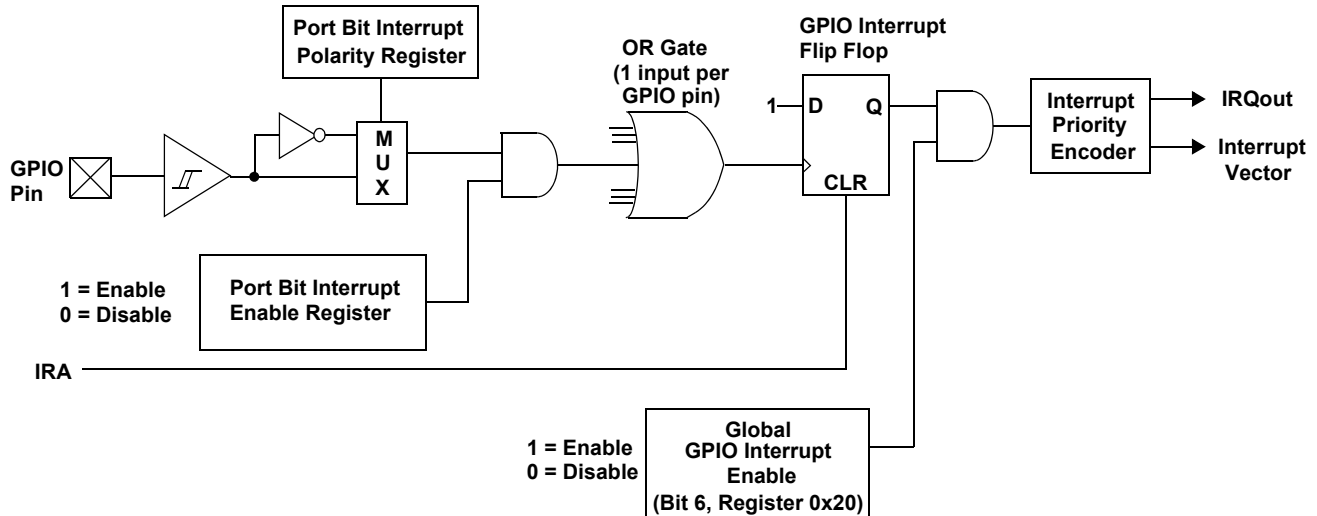 Port Bit Interrupt
Polarity Register
OR Gate
(1 input per
GPIO pin)
GPIO Interrupt
Flip Flop
GPIO
Pin
M
U
X
1
D
Q
CLR
Interrupt
Priority
Encoder
IRQout
Interrupt
Vector
1 = Enable
0 = Disable
Port Bit Interrupt
Enable Register
IRA
1 = Enable
0 = Disable
Global
GPIO Interrupt
Enable
(Bit 6, Register 0x20)